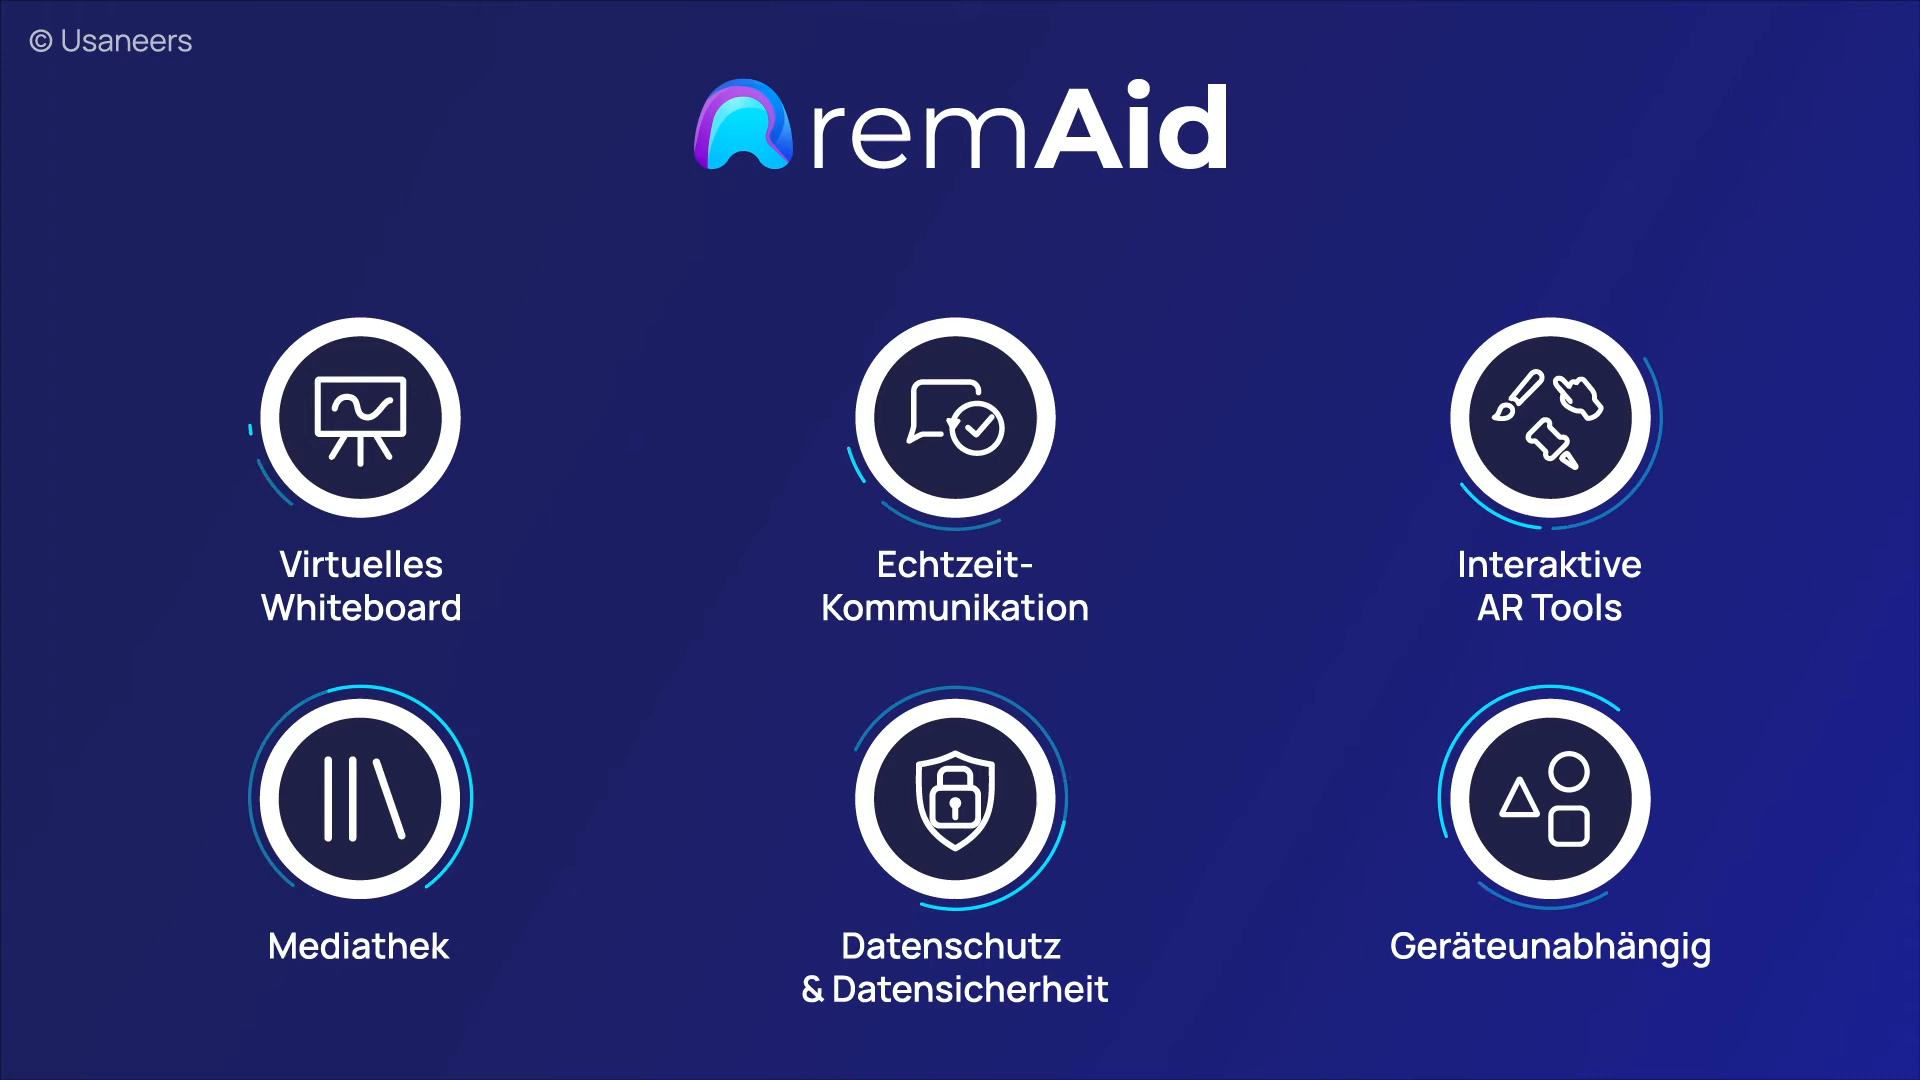 © Usaneers
remAid
Virtuelles
Whiteboard
Echtzeit-
Kommunikation
Interaktive
AR Tools
Mediathek
Datenschutz
& Datensicherheit
Geräteunabhängig